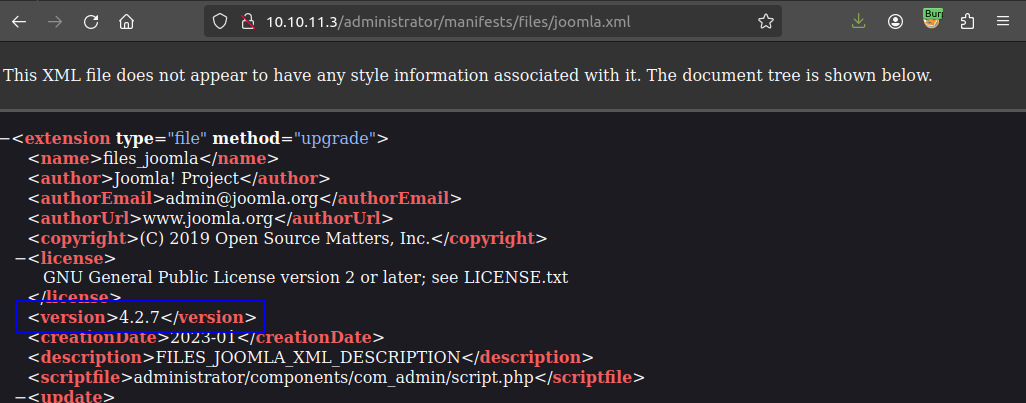 10.10.11.3/administrator/manifests/files/joomla.xml
Burp
This XML file does not appear to have any style information associated with it. The document tree is shown below.
−<extension type="file" method="upgrade">
<name>files_joomla</name>
<author>Joomla! Project</author>
<authorEmail>admin@joomla.org</authorEmail>
<authorUrl>www.joomla.org</authorUrl>
<copyright>(C) 2019 Open Source Matters, Inc.</copyright>
−<license>
GNU General Public License version 2 or later; see LICENSE.txt
</license>
<version>4.2.7</version>
<creationDate>2023-01</creationDate>
<description>FILES_JOOMLA_XML_DESCRIPTION</description>
<scriptfile>administrator/components/com_admin/script.php</scriptfile>
−<update>